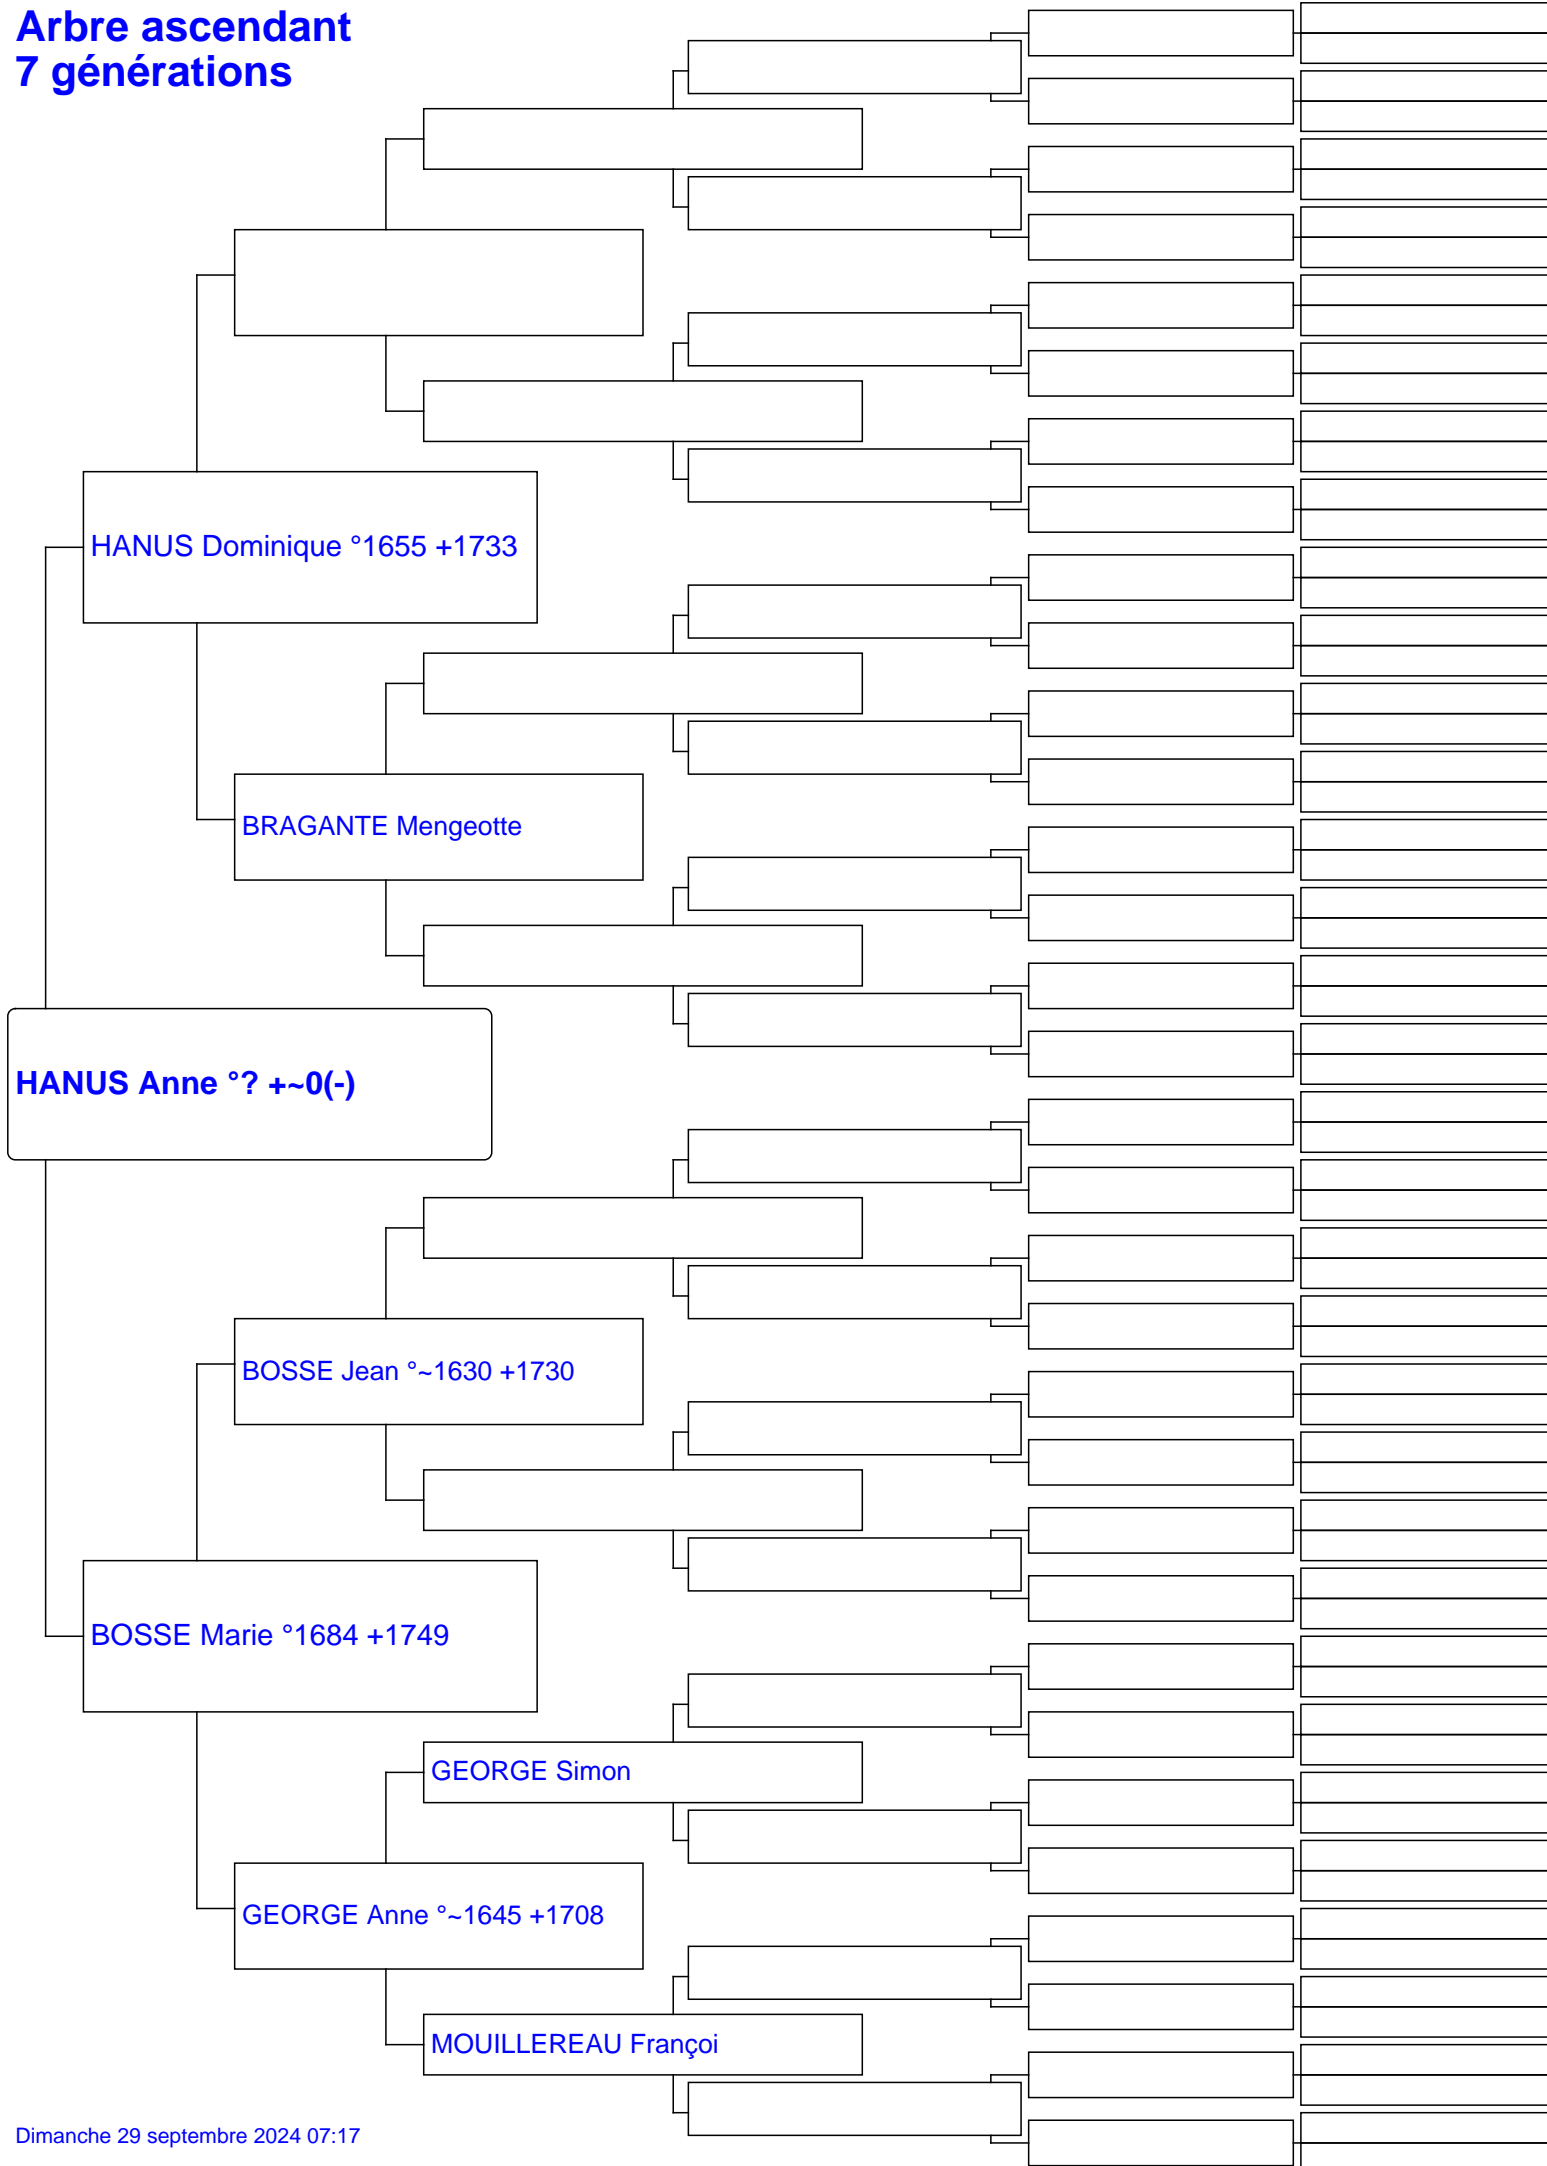 Arbre ascendant
7 générations
HANUS Dominique °1655 +1733
BRAGANTE Mengeotte
HANUS Anne °? +~0(-)
BOSSE Jean °~1630 +1730
BOSSE Marie °1684 +1749
GEORGE Simon
GEORGE Anne °~1645 +1708
MOUILLEREAU Françoi
Dimanche 29 septembre 2024 07:17